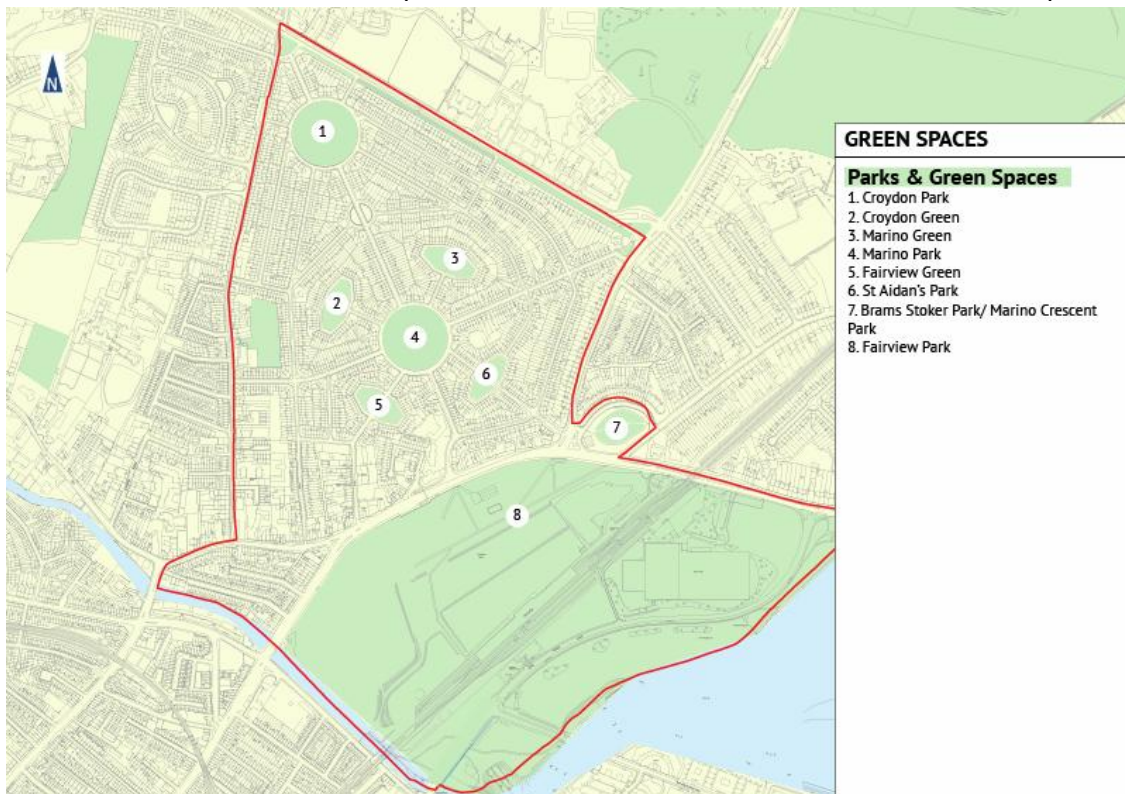 N
GREEN SPACES
Parks & Green Spaces
1. Croydon Park
2. Croydon Green
3. Marino Green
4. Marino Park
5. Fairview Green
6. St Aidan's Park
7. Brams Stoker Park/ Marino Crescent
Park
8. Fairview Park
1
3
2
4
6
5
7
8